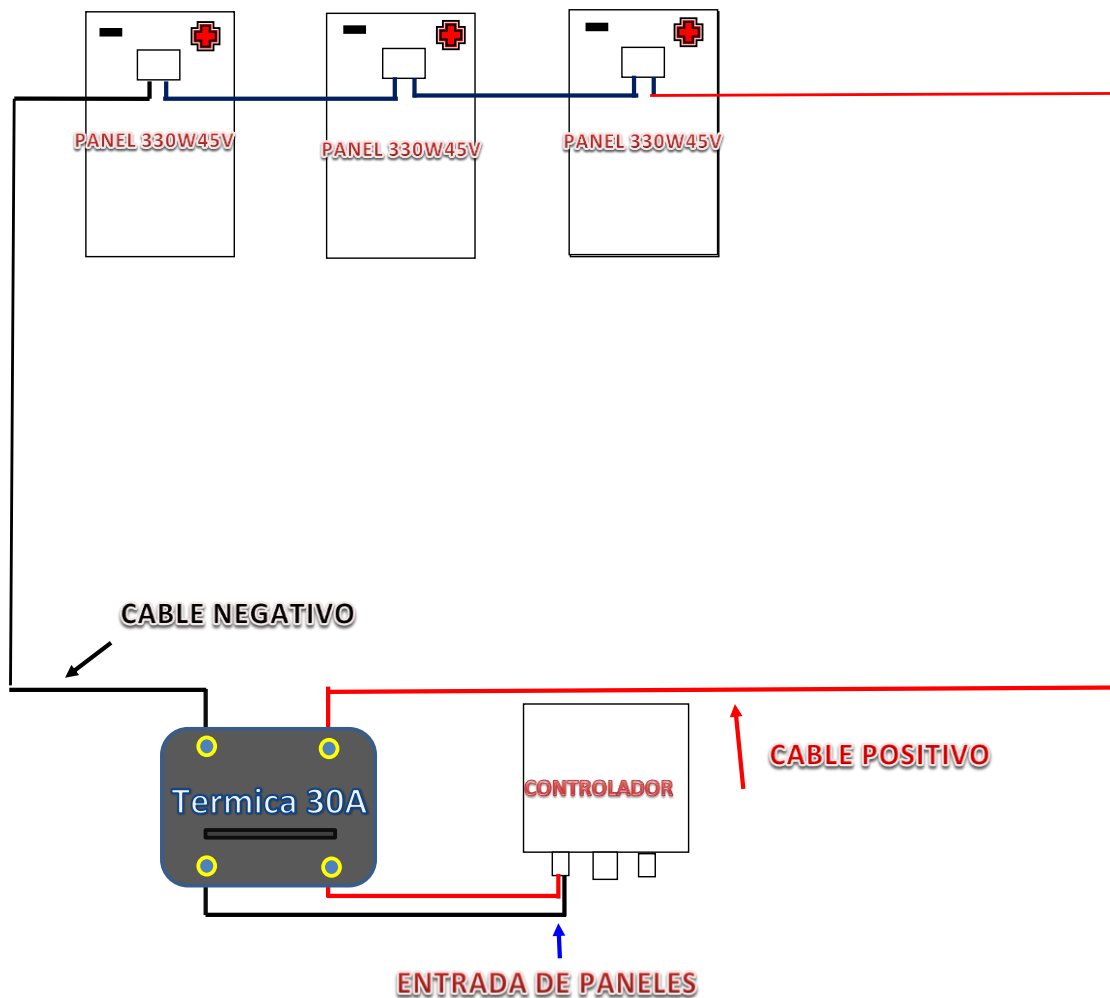 PANEL 330W45V
PANEL 330W45V
PANEL 330W45V
CABLE NEGATIVO
CABLE POSITIVO
Termica 30A
CONTROLADOR
ENTRADA DE PANELES